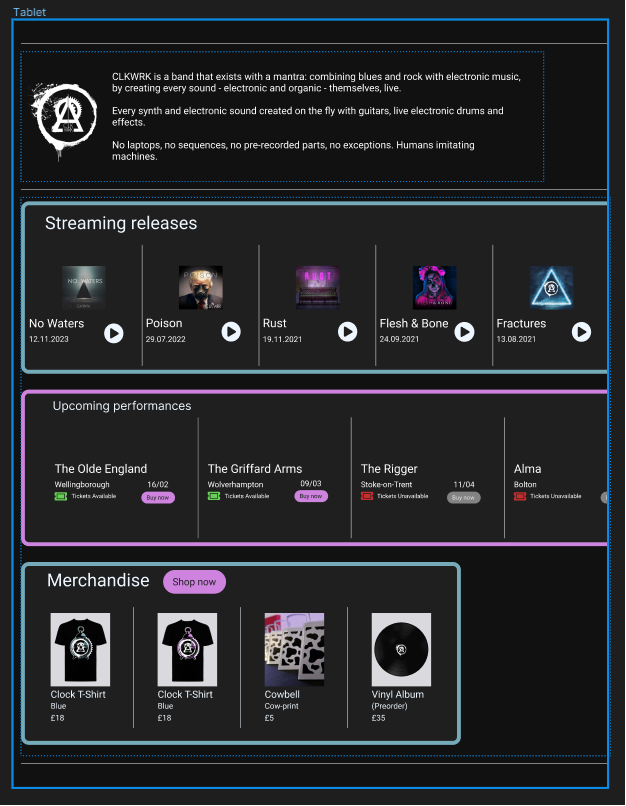 Tablet
CLKWRK is a band that exists with a mantra: combining blues and rock with electronic music,
by creating every sound - electronic and organic - themselves, live.
Every synth and electronic sound created on the fly with guitars, live electronic drums and
effects.
No laptops, no sequences, no pre-recorded parts, no exceptions. Humans imitating
machines.
Streaming releases
NO WATERS
RUST
No Waters
12.11.2023
Poison
29.07.2022
Rust
19.11.2021
Flesh & Bone
24.09.2021
Fractures
13.08.2021
Upcoming performances
The Olde England
Wellingborough
16/02
Tickets Available
Buy now
The Griffard Arms
Wolverhampton
09/03
Tickets Available
Buy now
The Rigger
Stoke-on-Trent
11/04
Tickets Unavailable
Buy now
Alma
Bolton
Tickets Unavailable
Merchandise
Shop now
Clock T-Shirt
Blue
£18
Clock T-Shirt
Blue
£18
Cowbell
Cow-print
£5
Vinyl Album
(Preorder)
£35